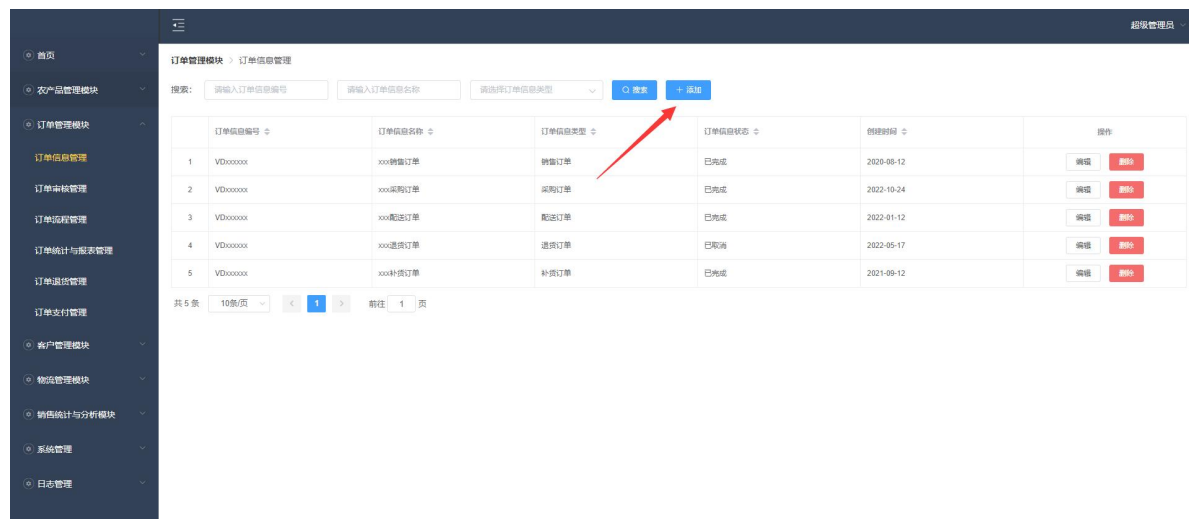 超级管理员
首页
农产品管理模块
订单管理模块
订单信息管理
订单审核管理
订单流程管理
订单统计与报表管理
订单退货管理
订单支付管理
客户管理模块
物流管理模块
销售统计与分析模块
系统管理
日志管理
订单管理模块 > 订单信息管理
搜索： 请输入订单信息编号 请输入订单信息名称 请选择订单信息类型 搜索 + 添加
订单信息编号 订单信息名称 订单信息类型 订单信息状态 创建时间 操作
1 VDxxxxxx xxx销售订单 销售订单 已完成 2020-08-12 编辑 删除
2 VDxxxxxx xxx采购订单 采购订单 已完成 2022-10-24 编辑 删除
3 VDxxxxxx xxx配送订单 配送订单 已完成 2022-01-12 编辑 删除
4 VDxxxxxx xxx退货订单 退货订单 已取消 2022-05-17 编辑 删除
5 VDxxxxxx xxx补货订单 补货订单 已完成 2021-09-12 编辑 删除
共 5 条 10条/页 < 1 > 前往 1 页